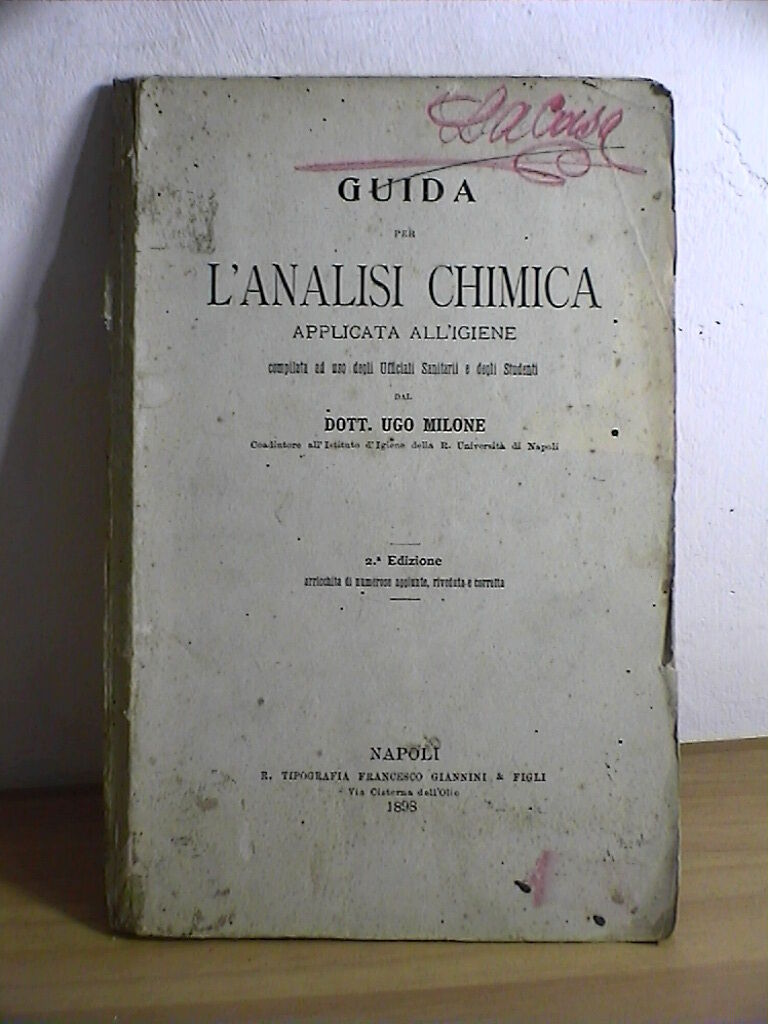 GUIDA
PER
L'ANALISI CHIMICA
APPLICATA ALL'IGIENE
compilata ad uso degli Ufficiali Sanitarii e degli Studenti
DAL
DOTT. UGO MILONE
Coadiutore all'Istituto d'Igiene della R. Università di Napoli
2.ª Edizione
arricchita di numerose aggiunte, riveduta e corretta
NAPOLI
R. TIPOGRAFIA FRANCESCO GIANNINI & FIGLI
Via Cisterna dell'Olio
1898